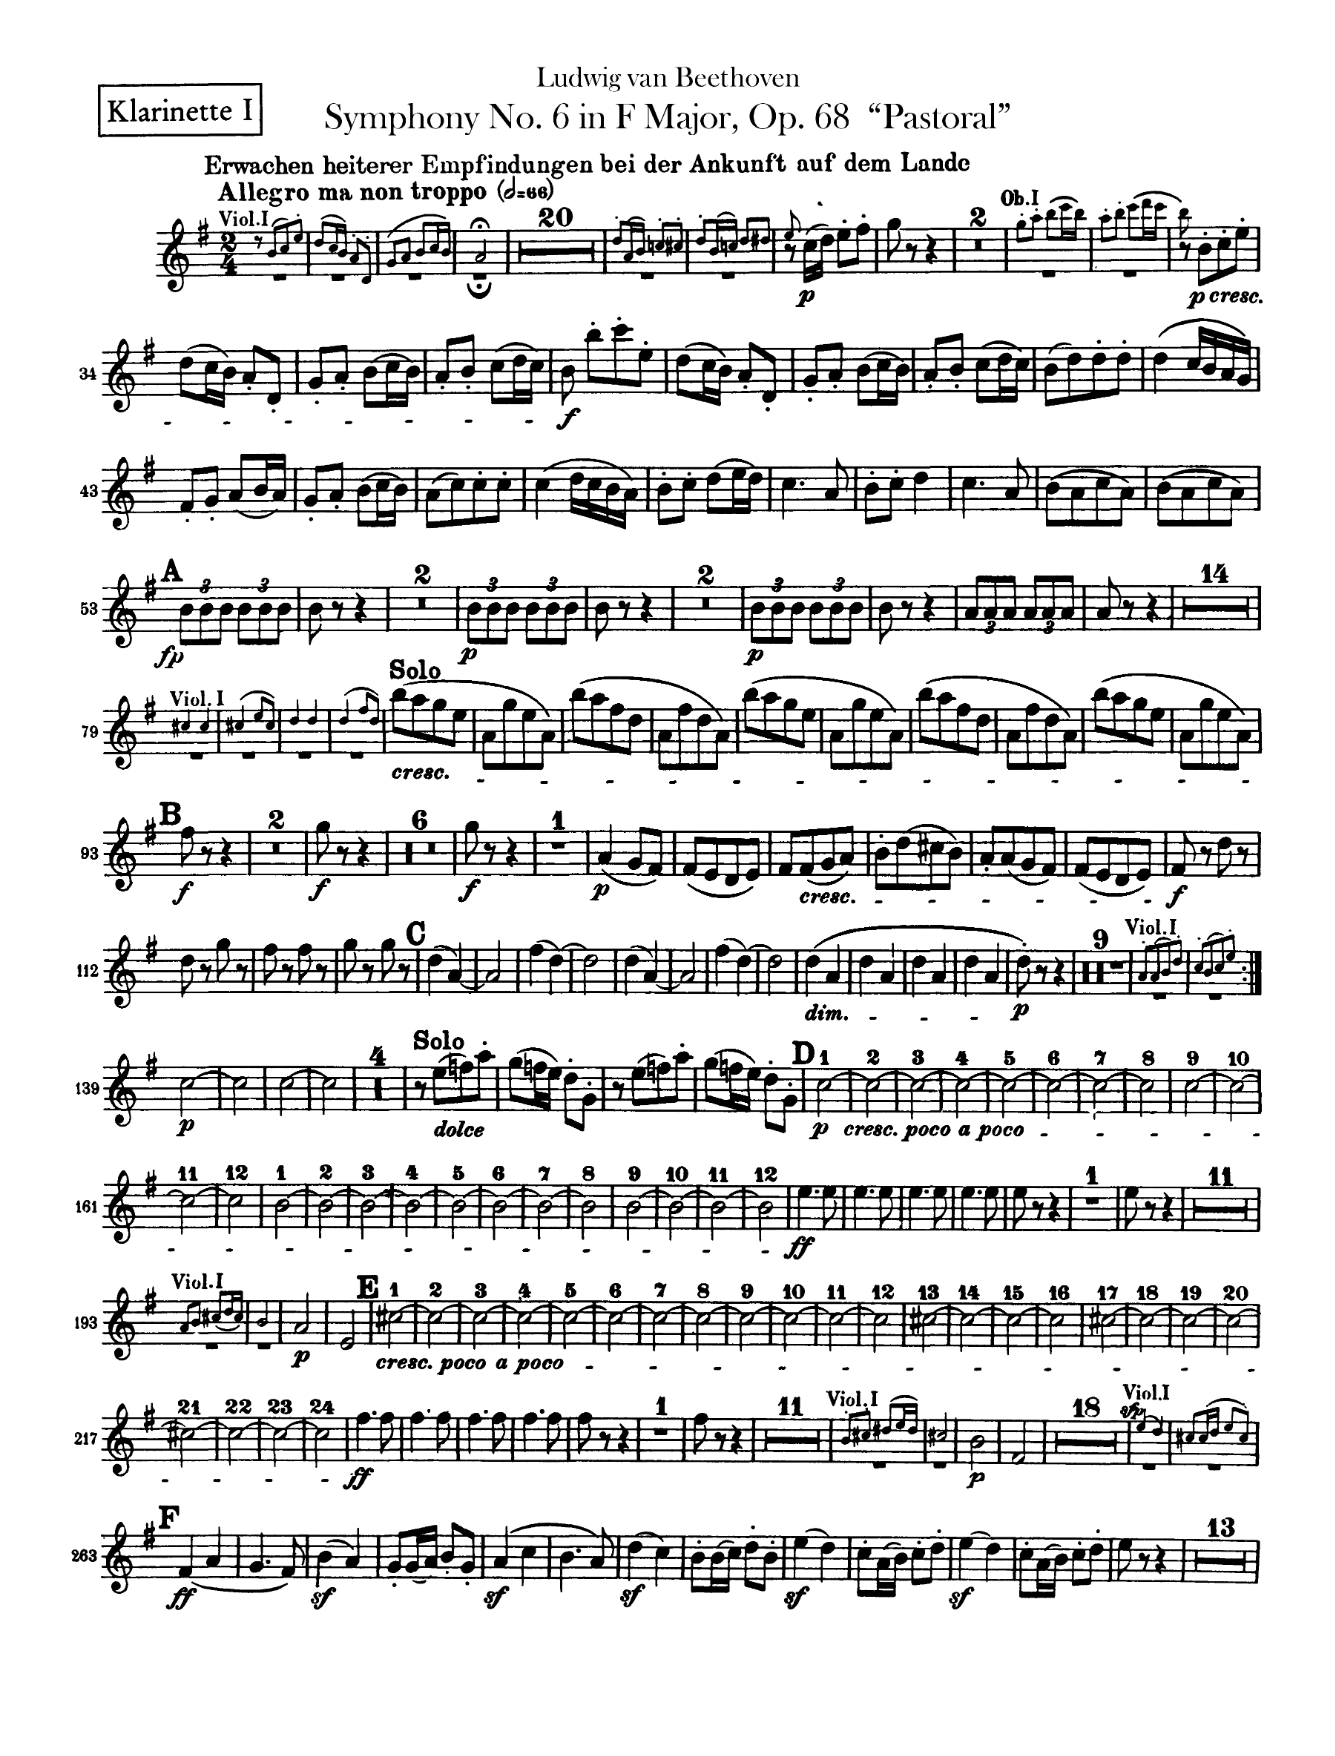 Ludwig van Beethoven
Klarinette I
Symphony No. 6 in F Major, Op. 68 “Pastoral”
Erwachen heiterer Empfindungen bei der Ankunft auf dem Lande
Allegro ma non troppo (𝅗𝅥=66)
Viol.I 20 2 Ob.I
2 4
p p cresc.
34
f
43
A 3 3 2 3 3 2 3 3 14
53
fp p p 3 3
Solo
Viol. I
79
cresc.
B 2 6 1
93
f f f p cresc. f
C 9 Viol.I
112
dim. p
4 Solo D 1 2 3 4 5 6 7 8 9 10
139
p dolce p cresc. poco a poco
11 12 1 2 3 4 5 6 7 8 9 10 11 12 1 11
161
ff
Viol.I E 1 2 3 4 5 6 7 8 9 10 11 12 13 14 15 16 17 18 19 20
193
p cresc. poco a poco
21 22 23 24 1 11 Viol.I 18 Viol.I
217
ff p
F 13
263
ff sf sf sf sf sf